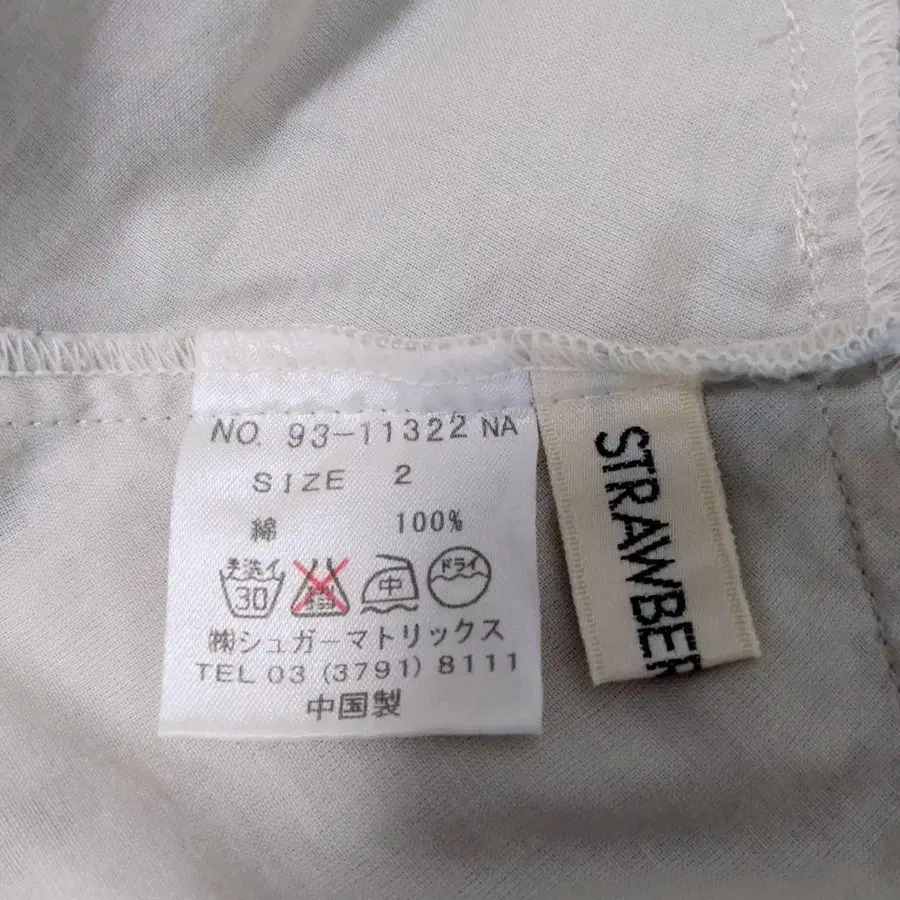 NO. 93-11322 NA
SIZE 2
綿 100%
手洗イ 30 中 ドライ
㈱シュガーマトリックス
TEL 03 (3791) 8111
中国製
STRAWBER